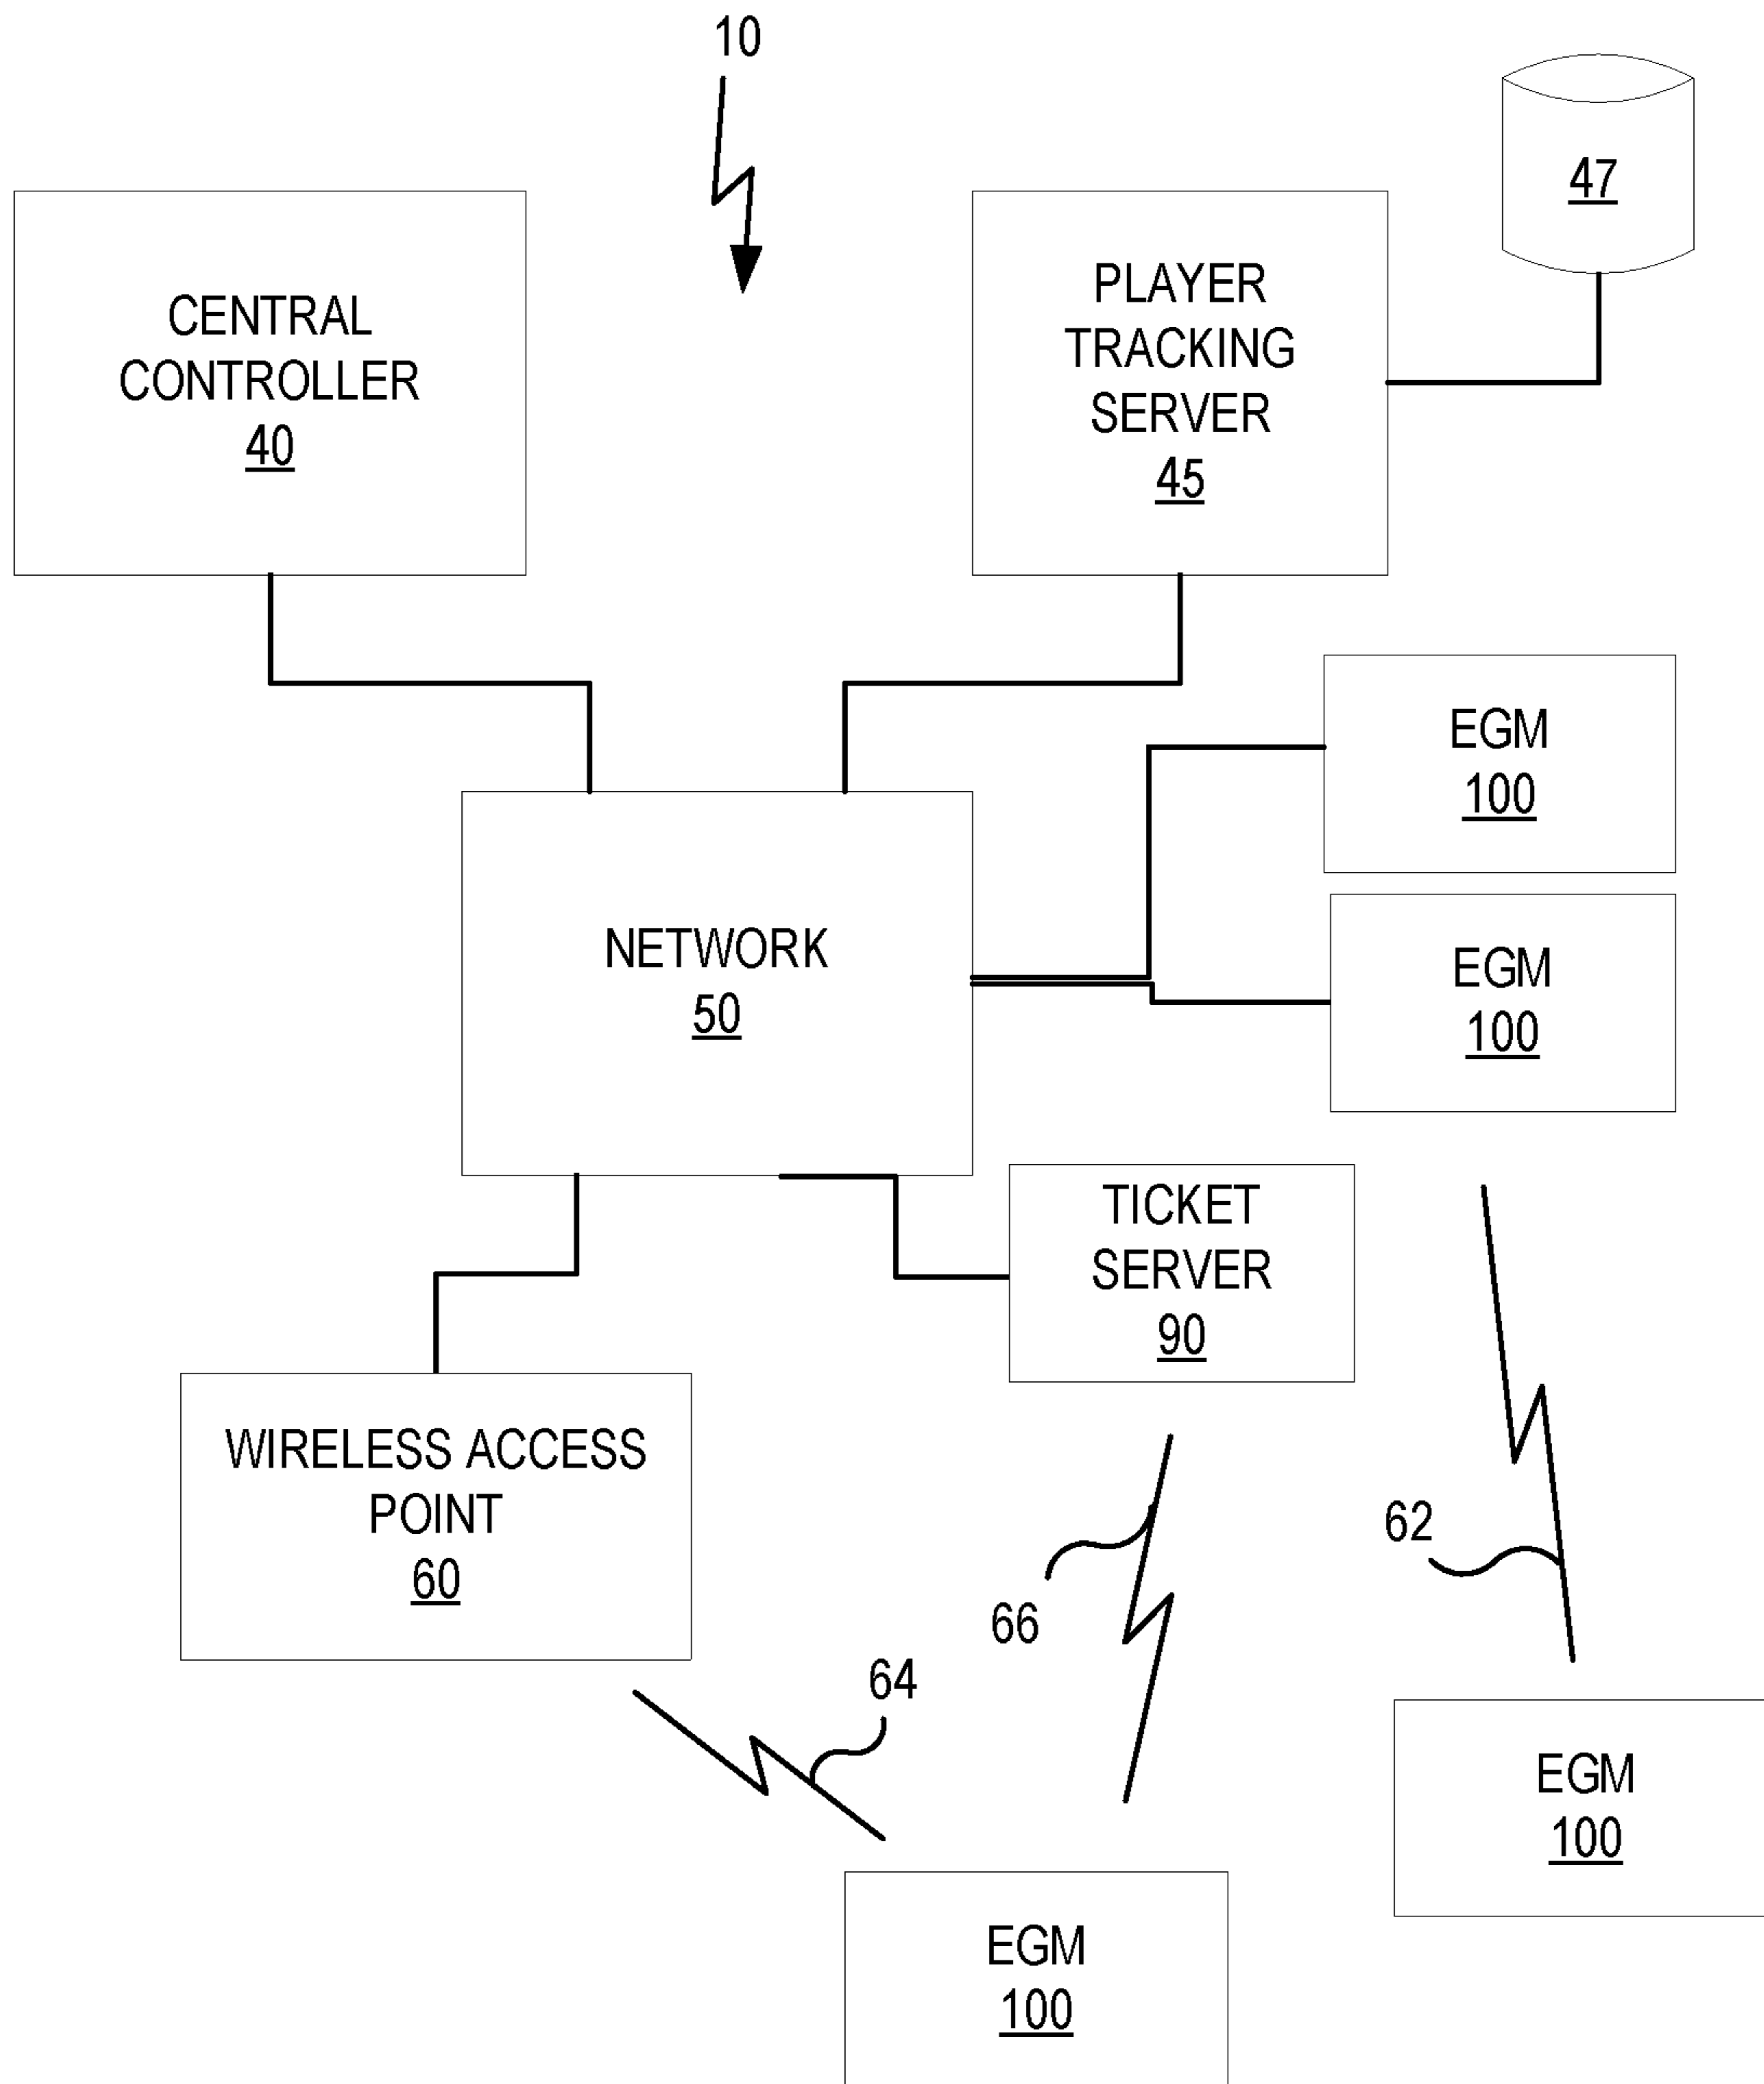 10
47
CENTRAL
CONTROLLER
40
PLAYER
TRACKING
SERVER
45
EGM
100
NETWORK
50
EGM
100
TICKET
SERVER
90
WIRELESS ACCESS
POINT
60
62
66
64
EGM
100
EGM
100